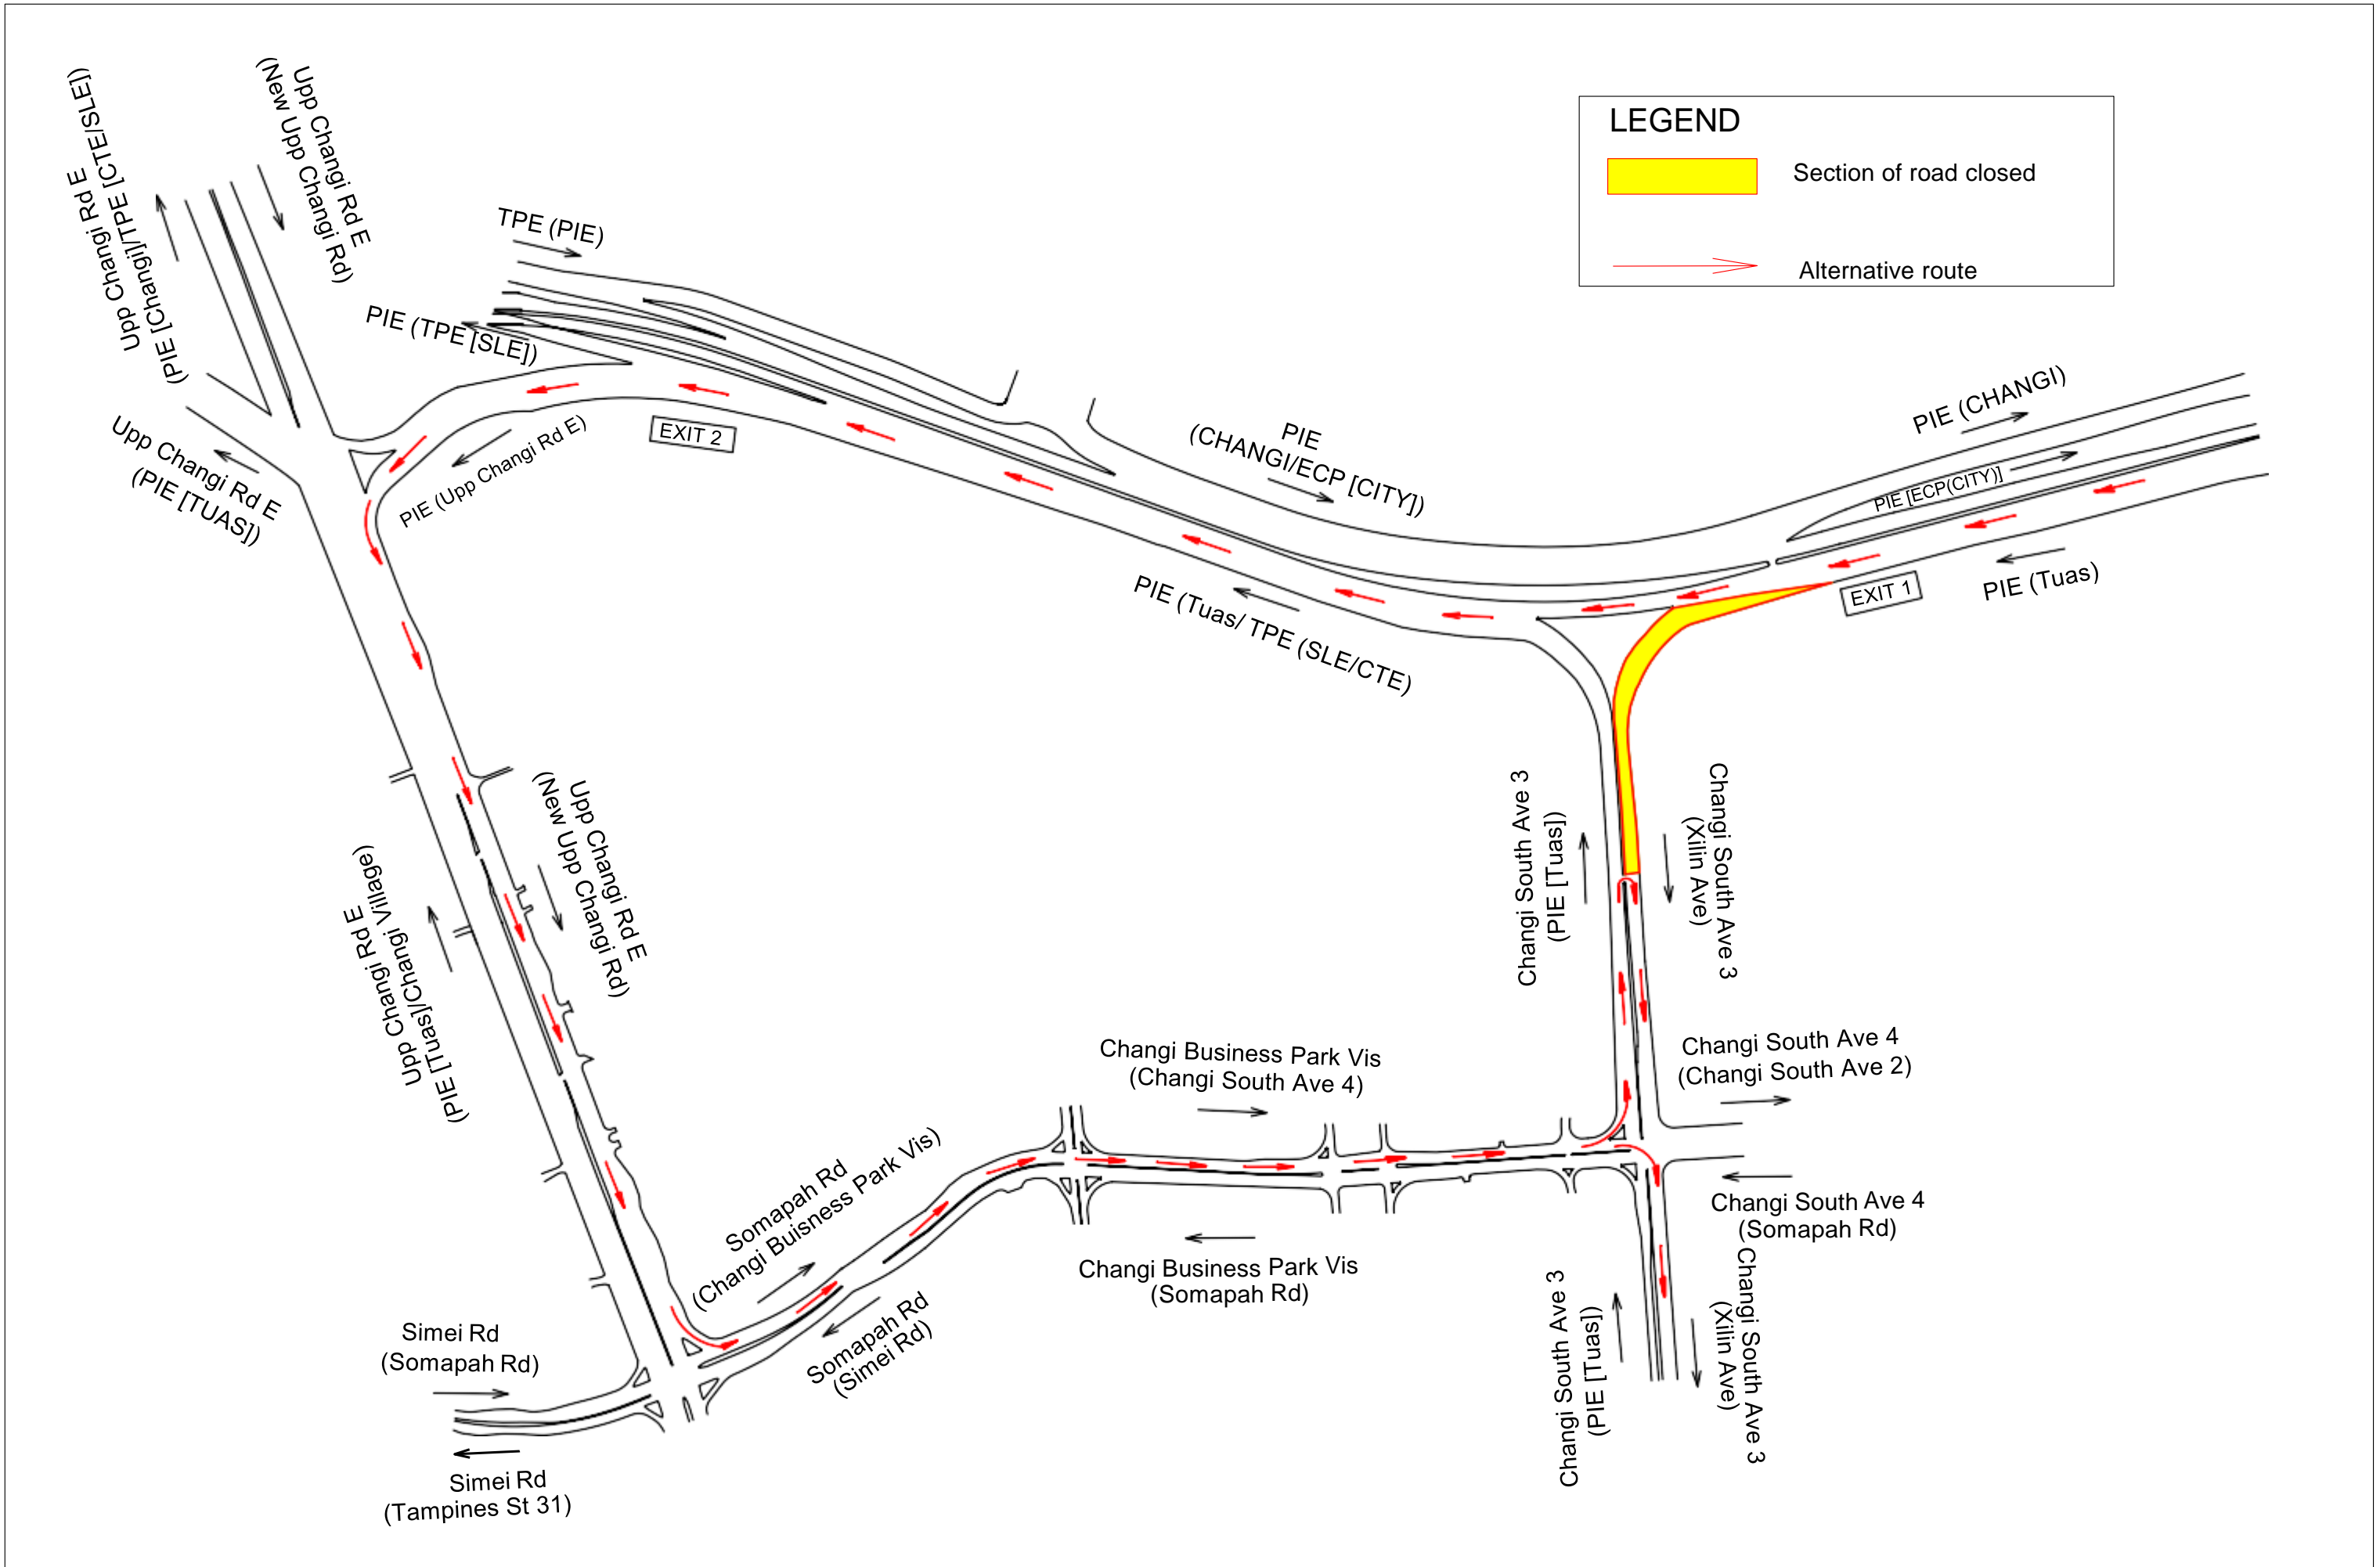 Upp Changi Rd E
(PIE [Changi]/TPE [CTE/SLE])
Upp Changi Rd E
(New Upp Changi Rd)
TPE (PIE)
PIE (TPE [SLE])
LEGEND
Section of road closed
Alternative route
Upp Changi Rd E
(PIE [TUAS])
PIE (Upp Changi Rd E)
EXIT 2
PIE
(CHANGI/ECP [CITY])
PIE (CHANGI)
PIE [ECP(CITY)]
EXIT 1
PIE (Tuas)
PIE (Tuas/ TPE (SLE/CTE)
Upp Changi Rd E
(New Upp Changi Rd)
Upp Changi Rd E
(PIE [Tuas]/Changi Village)
Changi South Ave 3
(PIE [Tuas])
Changi South Ave 3
(Xilin Ave)
Changi Business Park Vis
(Changi South Ave 4)
Changi South Ave 4
(Changi South Ave 2)
Somapah Rd
(Changi Buisness Park Vis)
Changi South Ave 4
(Somapah Rd)
Changi Business Park Vis
(Somapah Rd)
Somapah Rd
(Simei Rd)
Simei Rd
(Somapah Rd)
Changi South Ave 3
(PIE [Tuas])
Changi South Ave 3
(Xilin Ave)
Simei Rd
(Tampines St 31)